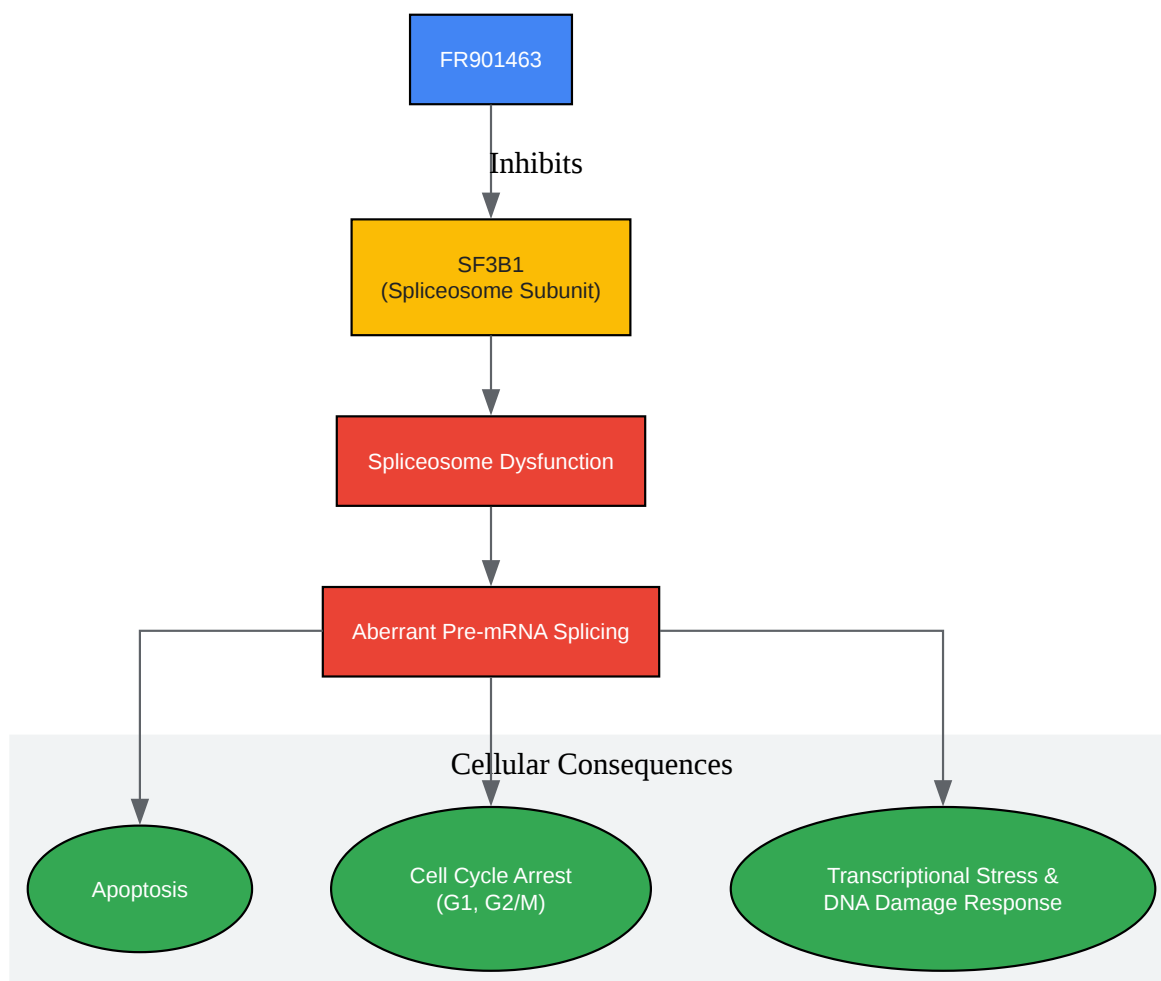 FR901463
Inhibits
SF3B1
(Spliceosome Subunit)
Spliceosome Dysfunction
Aberrant Pre-mRNA Splicing
Cellular Consequences
Apoptosis
Cell Cycle Arrest
(G1, G2/M)
Transcriptional Stress &
DNA Damage Response